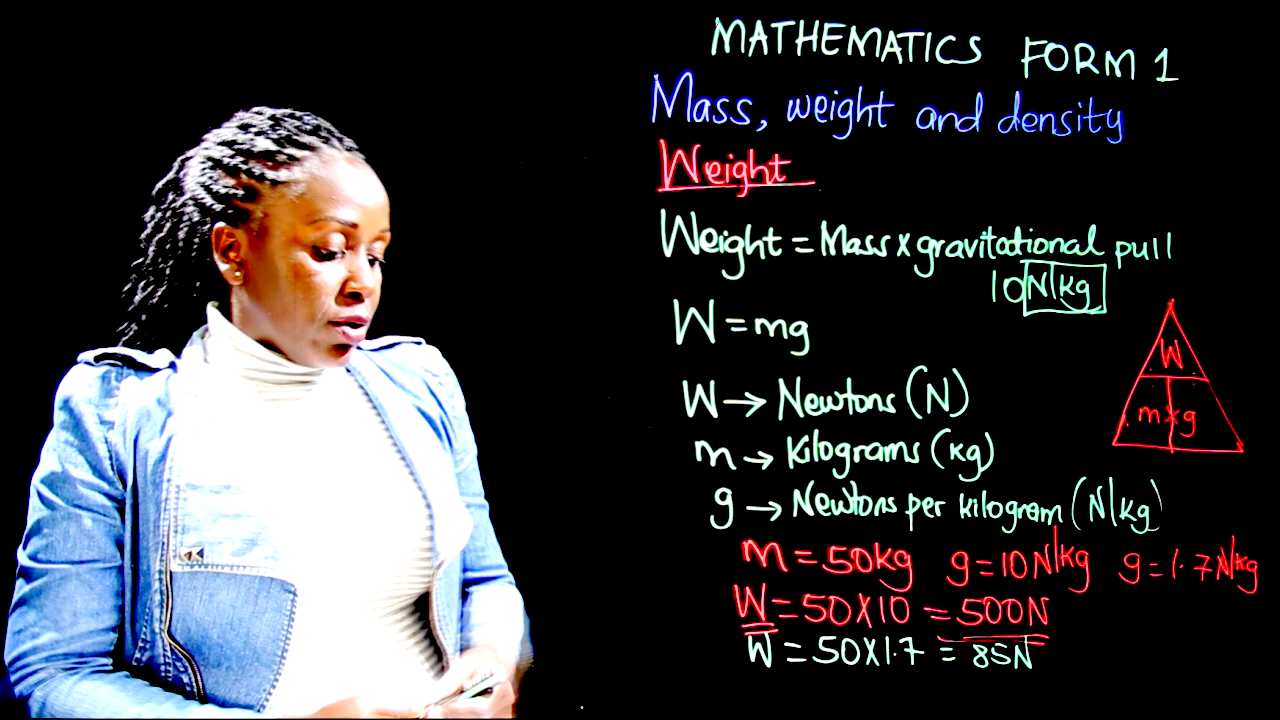 MATHEMATICS FORM 1
Mass, weight and density
Weight
Weight = Mass x gravitational pull
10 N/kg
W = mg
W
m x g
W → Newtons (N)
m → Kilograms (kg)
g → Newtons per kilogram (N/kg)
m = 50kg g = 10N/kg g = 1.7N/kg
W = 50 X 10 = 500N
W = 50 X 1.7 = 85N